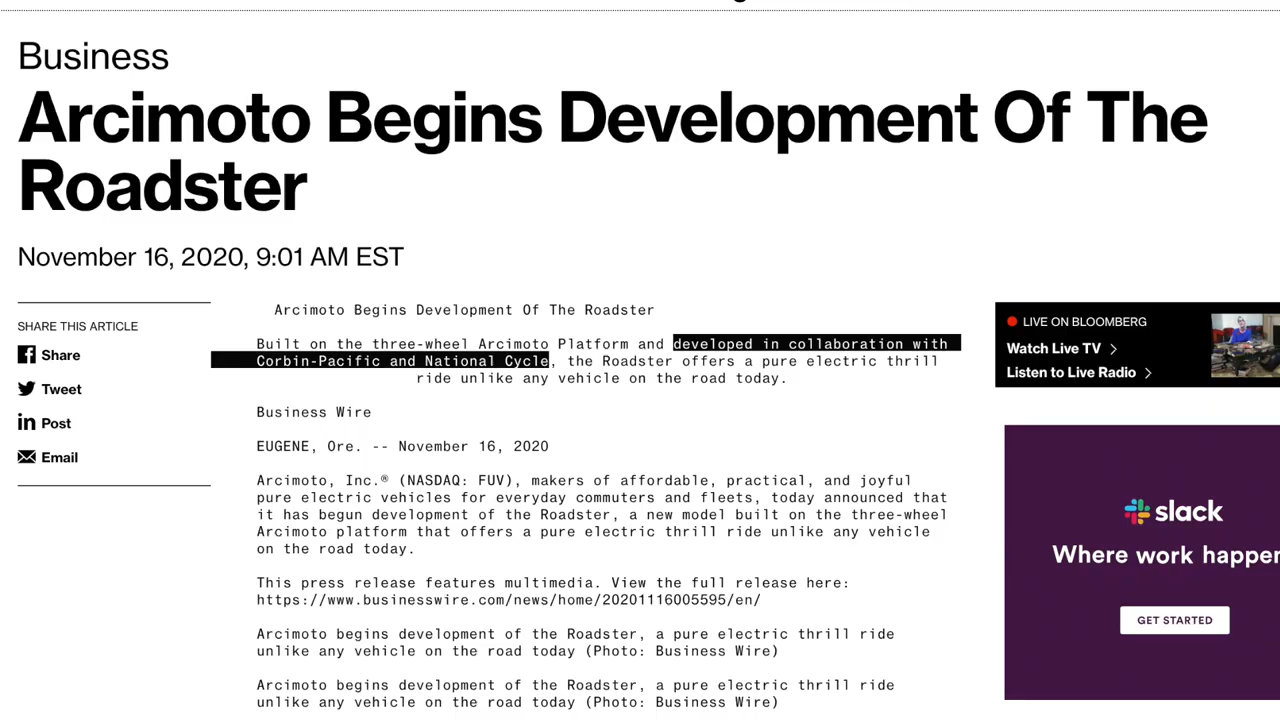 Business
Arcimoto Begins Development Of The
Roadster
November 16, 2020, 9:01 AM EST
SHARE THIS ARTICLE
Share
Tweet
Post
Email
Arcimoto Begins Development Of The Roadster
Built on the three-wheel Arcimoto Platform and developed in collaboration with
Corbin-Pacific and National Cycle, the Roadster offers a pure electric thrill
ride unlike any vehicle on the road today.
Business Wire
EUGENE, Ore. -- November 16, 2020
Arcimoto, Inc.® (NASDAQ: FUV), makers of affordable, practical, and joyful
pure electric vehicles for everyday commuters and fleets, today announced that
it has begun development of the Roadster, a new model built on the three-wheel
Arcimoto platform that offers a pure electric thrill ride unlike any vehicle
on the road today.
This press release features multimedia. View the full release here:
https://www.businesswire.com/news/home/20201116005595/en/
Arcimoto begins development of the Roadster, a pure electric thrill ride
unlike any vehicle on the road today (Photo: Business Wire)
Arcimoto begins development of the Roadster, a pure electric thrill ride
unlike any vehicle on the road today (Photo: Business Wire)
LIVE ON BLOOMBERG
Watch Live TV
Listen to Live Radio
slack
Where work happen
GET STARTED